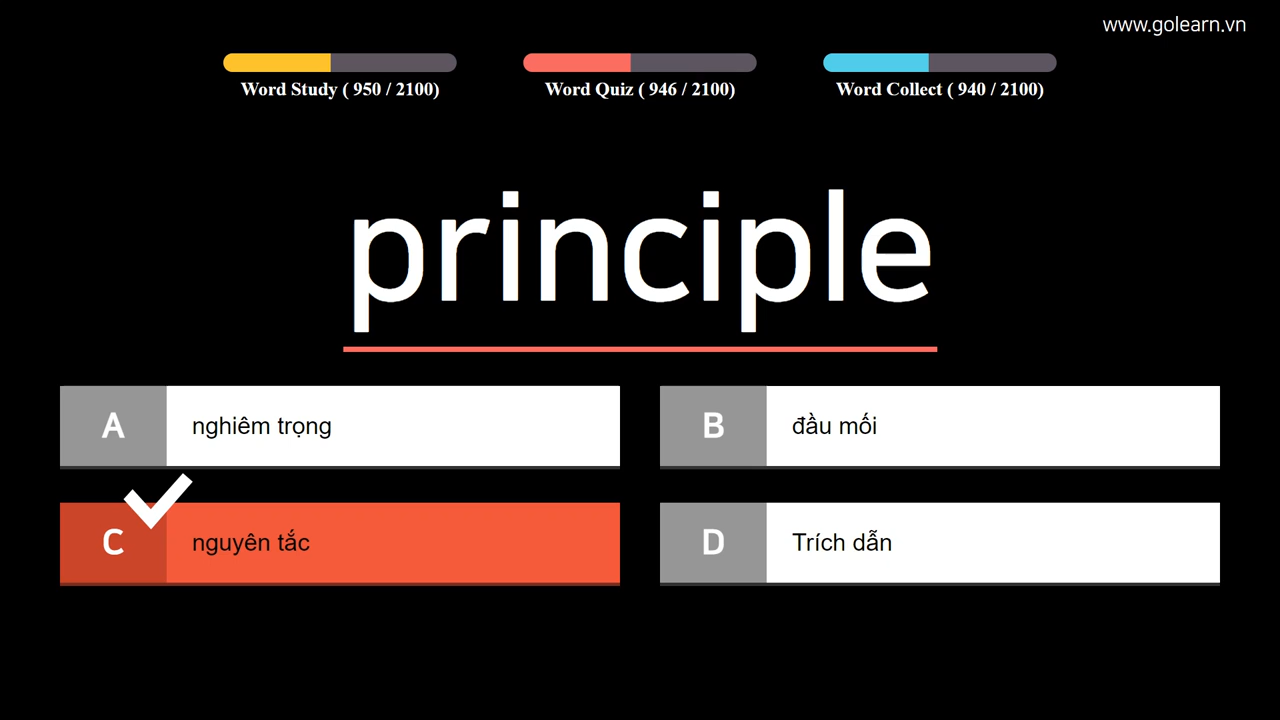 www.golearn.vn
Word Study ( 950 / 2100)
Word Quiz ( 946 / 2100)
Word Collect ( 940 / 2100)
principle
A nghiêm trọng
B đầu mối
C nguyên tắc
D Trích dẫn